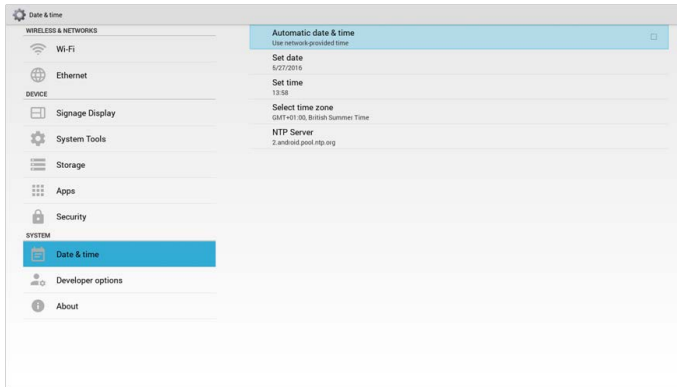 Date & time
WIRELESS & NETWORKS
Wi-Fi
Ethernet
DEVICE
Signage Display
System Tools
Storage
Apps
Security
SYSTEM
Date & time
Developer options
About
Automatic date & time
Use network-provided time
Set date
5/27/2016
Set time
13:58
Select time zone
GMT+01:00, British Summer Time
NTP Server
2.android.pool.ntp.org